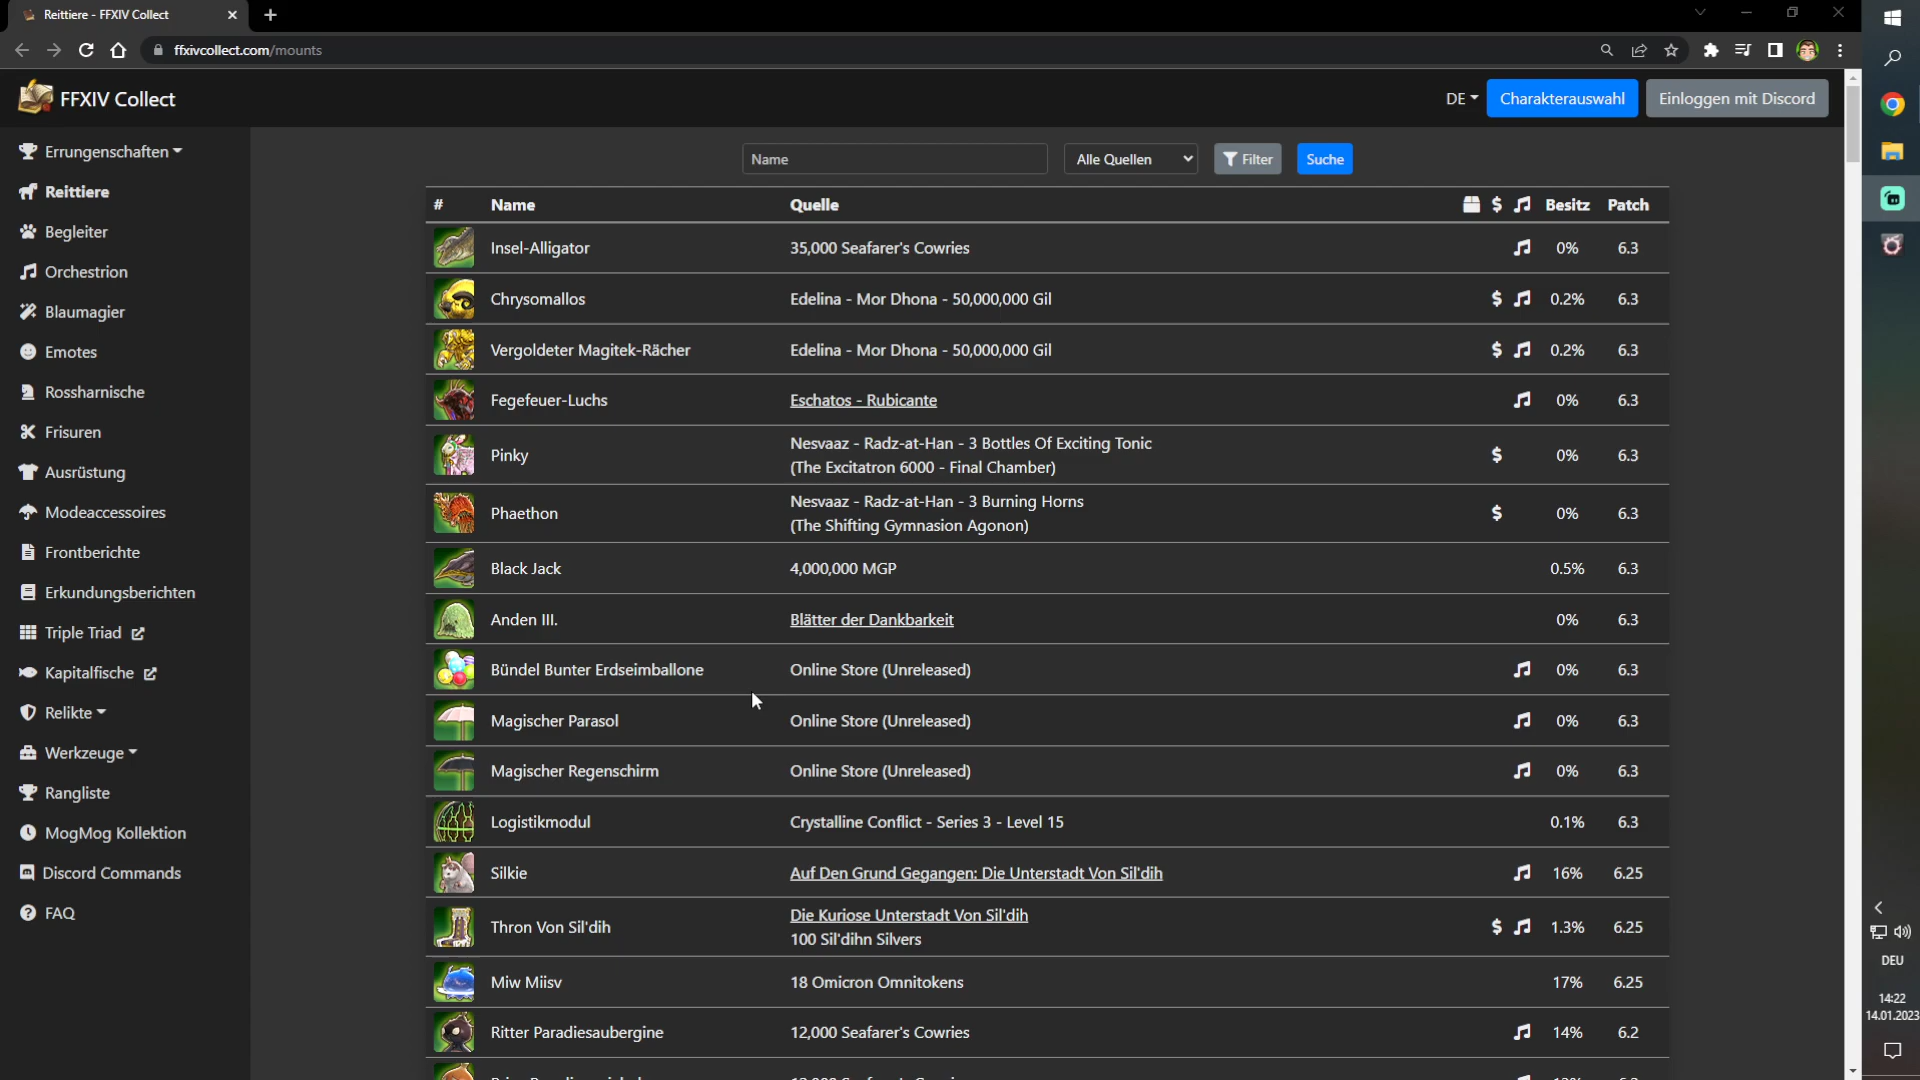 Reittiere - FFXIV Collect
ffxivcollect.com/mounts
FFXIV Collect
DE
Charakterauswahl
Einloggen mit Discord
Errungenschaften
Reittiere
Begleiter
Orchestrion
Blaumagier
Emotes
Rossharnische
Frisuren
Ausrüstung
Modeaccessoires
Frontberichte
Erkundungsberichten
Triple Triad
Kapitalfische
Relikte
Werkzeuge
Rangliste
MogMog Kollektion
Discord Commands
FAQ
Name
Alle Quellen
Filter
Suche
# Name Quelle $ Besitz Patch
Insel-Alligator 35,000 Seafarer's Cowries 0% 6.3
Chrysomallos Edelina - Mor Dhona - 50,000,000 Gil $ 0.2% 6.3
Vergoldeter Magitek-Rächer Edelina - Mor Dhona - 50,000,000 Gil $ 0.2% 6.3
Fegefeuer-Luchs Eschatos - Rubicante 0% 6.3
Pinky Nesvaaz - Radz-at-Han - 3 Bottles Of Exciting Tonic $ 0% 6.3
(The Excitatron 6000 - Final Chamber)
Phaethon Nesvaaz - Radz-at-Han - 3 Burning Horns $ 0% 6.3
(The Shifting Gymnasion Agonon)
Black Jack 4,000,000 MGP 0.5% 6.3
Anden III. Blätter der Dankbarkeit 0% 6.3
Bündel Bunter Erdseimballone Online Store (Unreleased) 0% 6.3
Magischer Parasol Online Store (Unreleased) 0% 6.3
Magischer Regenschirm Online Store (Unreleased) 0% 6.3
Logistikmodul Crystalline Conflict - Series 3 - Level 15 0.1% 6.3
Silkie Auf Den Grund Gegangen: Die Unterstadt Von Sil'dih 16% 6.25
Thron Von Sil'dih Die Kuriose Unterstadt Von Sil'dih $ 1.3% 6.25
100 Sil'dihn Silvers
Miw Miisv 18 Omicron Omnitokens 17% 6.25
Ritter Paradiesaubergine 12,000 Seafarer's Cowries 14% 6.2
DEU
14:22
14.01.2023